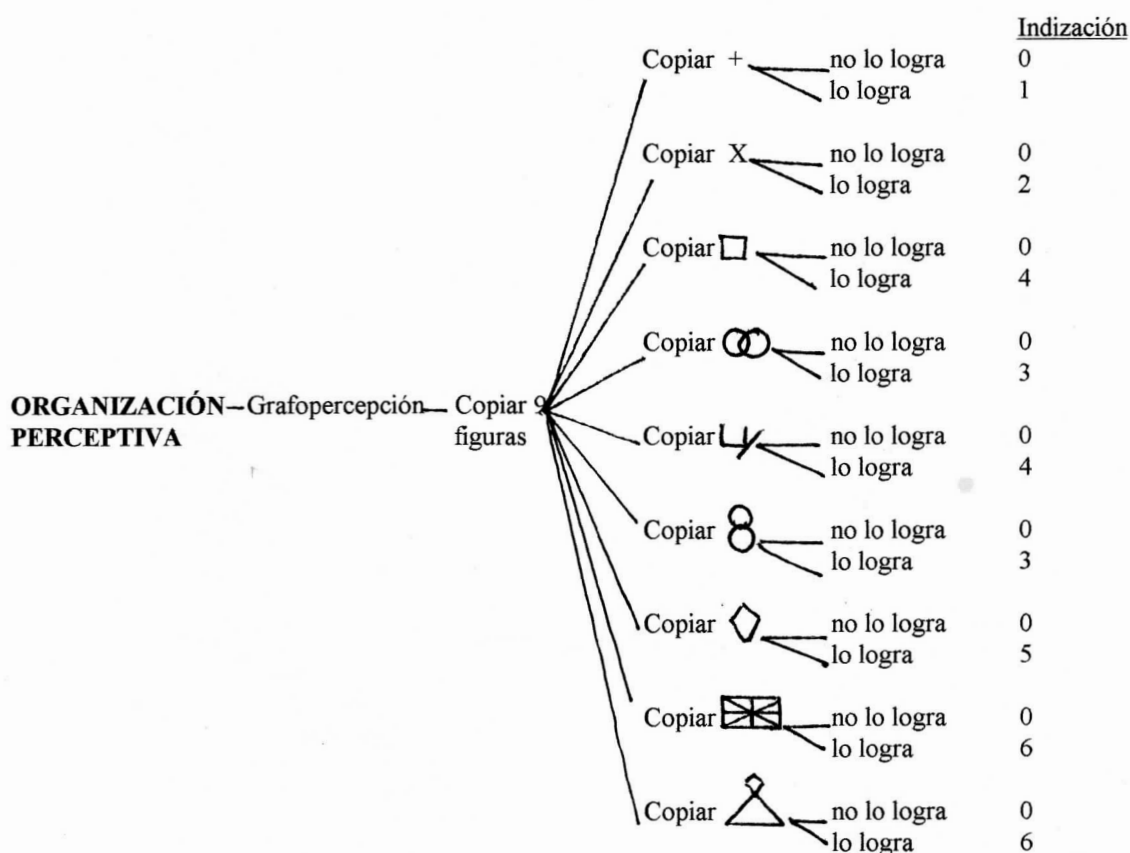 Indización
Copiar + no lo logra 0
lo logra 1
Copiar X no lo logra 0
lo logra 2
Copiar no lo logra 0
lo logra 4
Copiar no lo logra 0
lo logra 3
ORGANIZACIÓN Grafopercepción Copiar 9
PERCEPTIVA figuras
Copiar no lo logra 0
lo logra 4
Copiar no lo logra 0
lo logra 3
Copiar no lo logra 0
lo logra 5
Copiar no lo logra 0
lo logra 6
Copiar no lo logra 0
lo logra 6